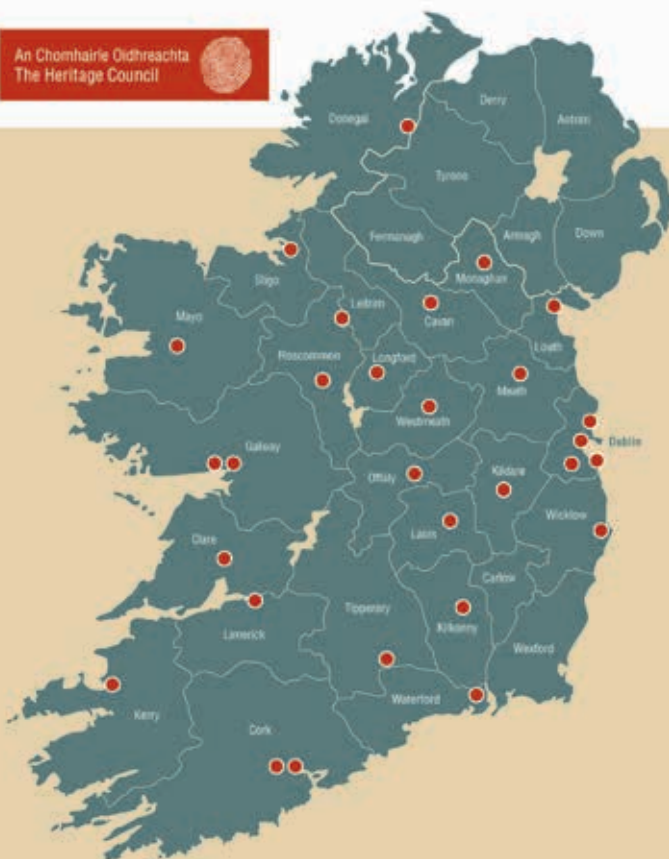 An Chomhairle Oidhreachta
The Heritage Council
Donegal
Derry
Antrim
Tyrone
Fermanagh
Armagh
Down
Monaghan
Sligo
Leitrim
Cavan
Mayo
Louth
Roscommon
Longford
Meath
Westmeath
Dublin
Galway
Offaly
Kildare
Wicklow
Laois
Clare
Carlow
Tipperary
Limerick
Kilkenny
Wexford
Waterford
Kerry
Cork